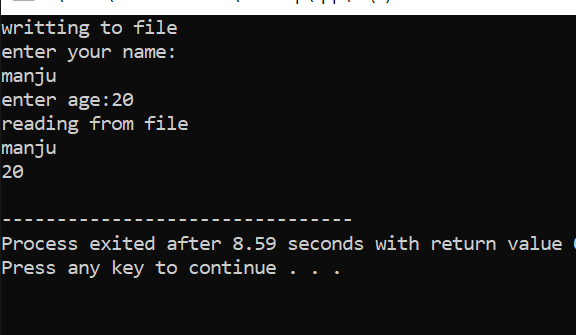 writting to file
enter your name:
manju
enter age:20
reading from file
manju
20
--------------------------------
Process exited after 8.59 seconds with return value
Press any key to continue . . .